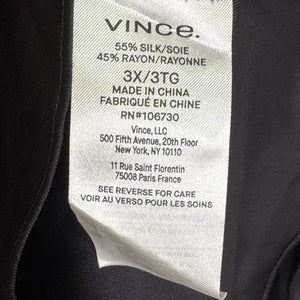 VINCE.
55% SILK/SOIE
45% RAYON/RAYONNE
3X/3TG
MADE IN CHINA
FABRIQUÉ EN CHINE
RN#106730
Vince, LLC
500 Fifth Avenue, 20th Floor
New York, NY 10110
11 Rue Saint Florentin
75008 Paris France
SEE REVERSE FOR CARE
VOIR AU VERSO POUR LES SOINS